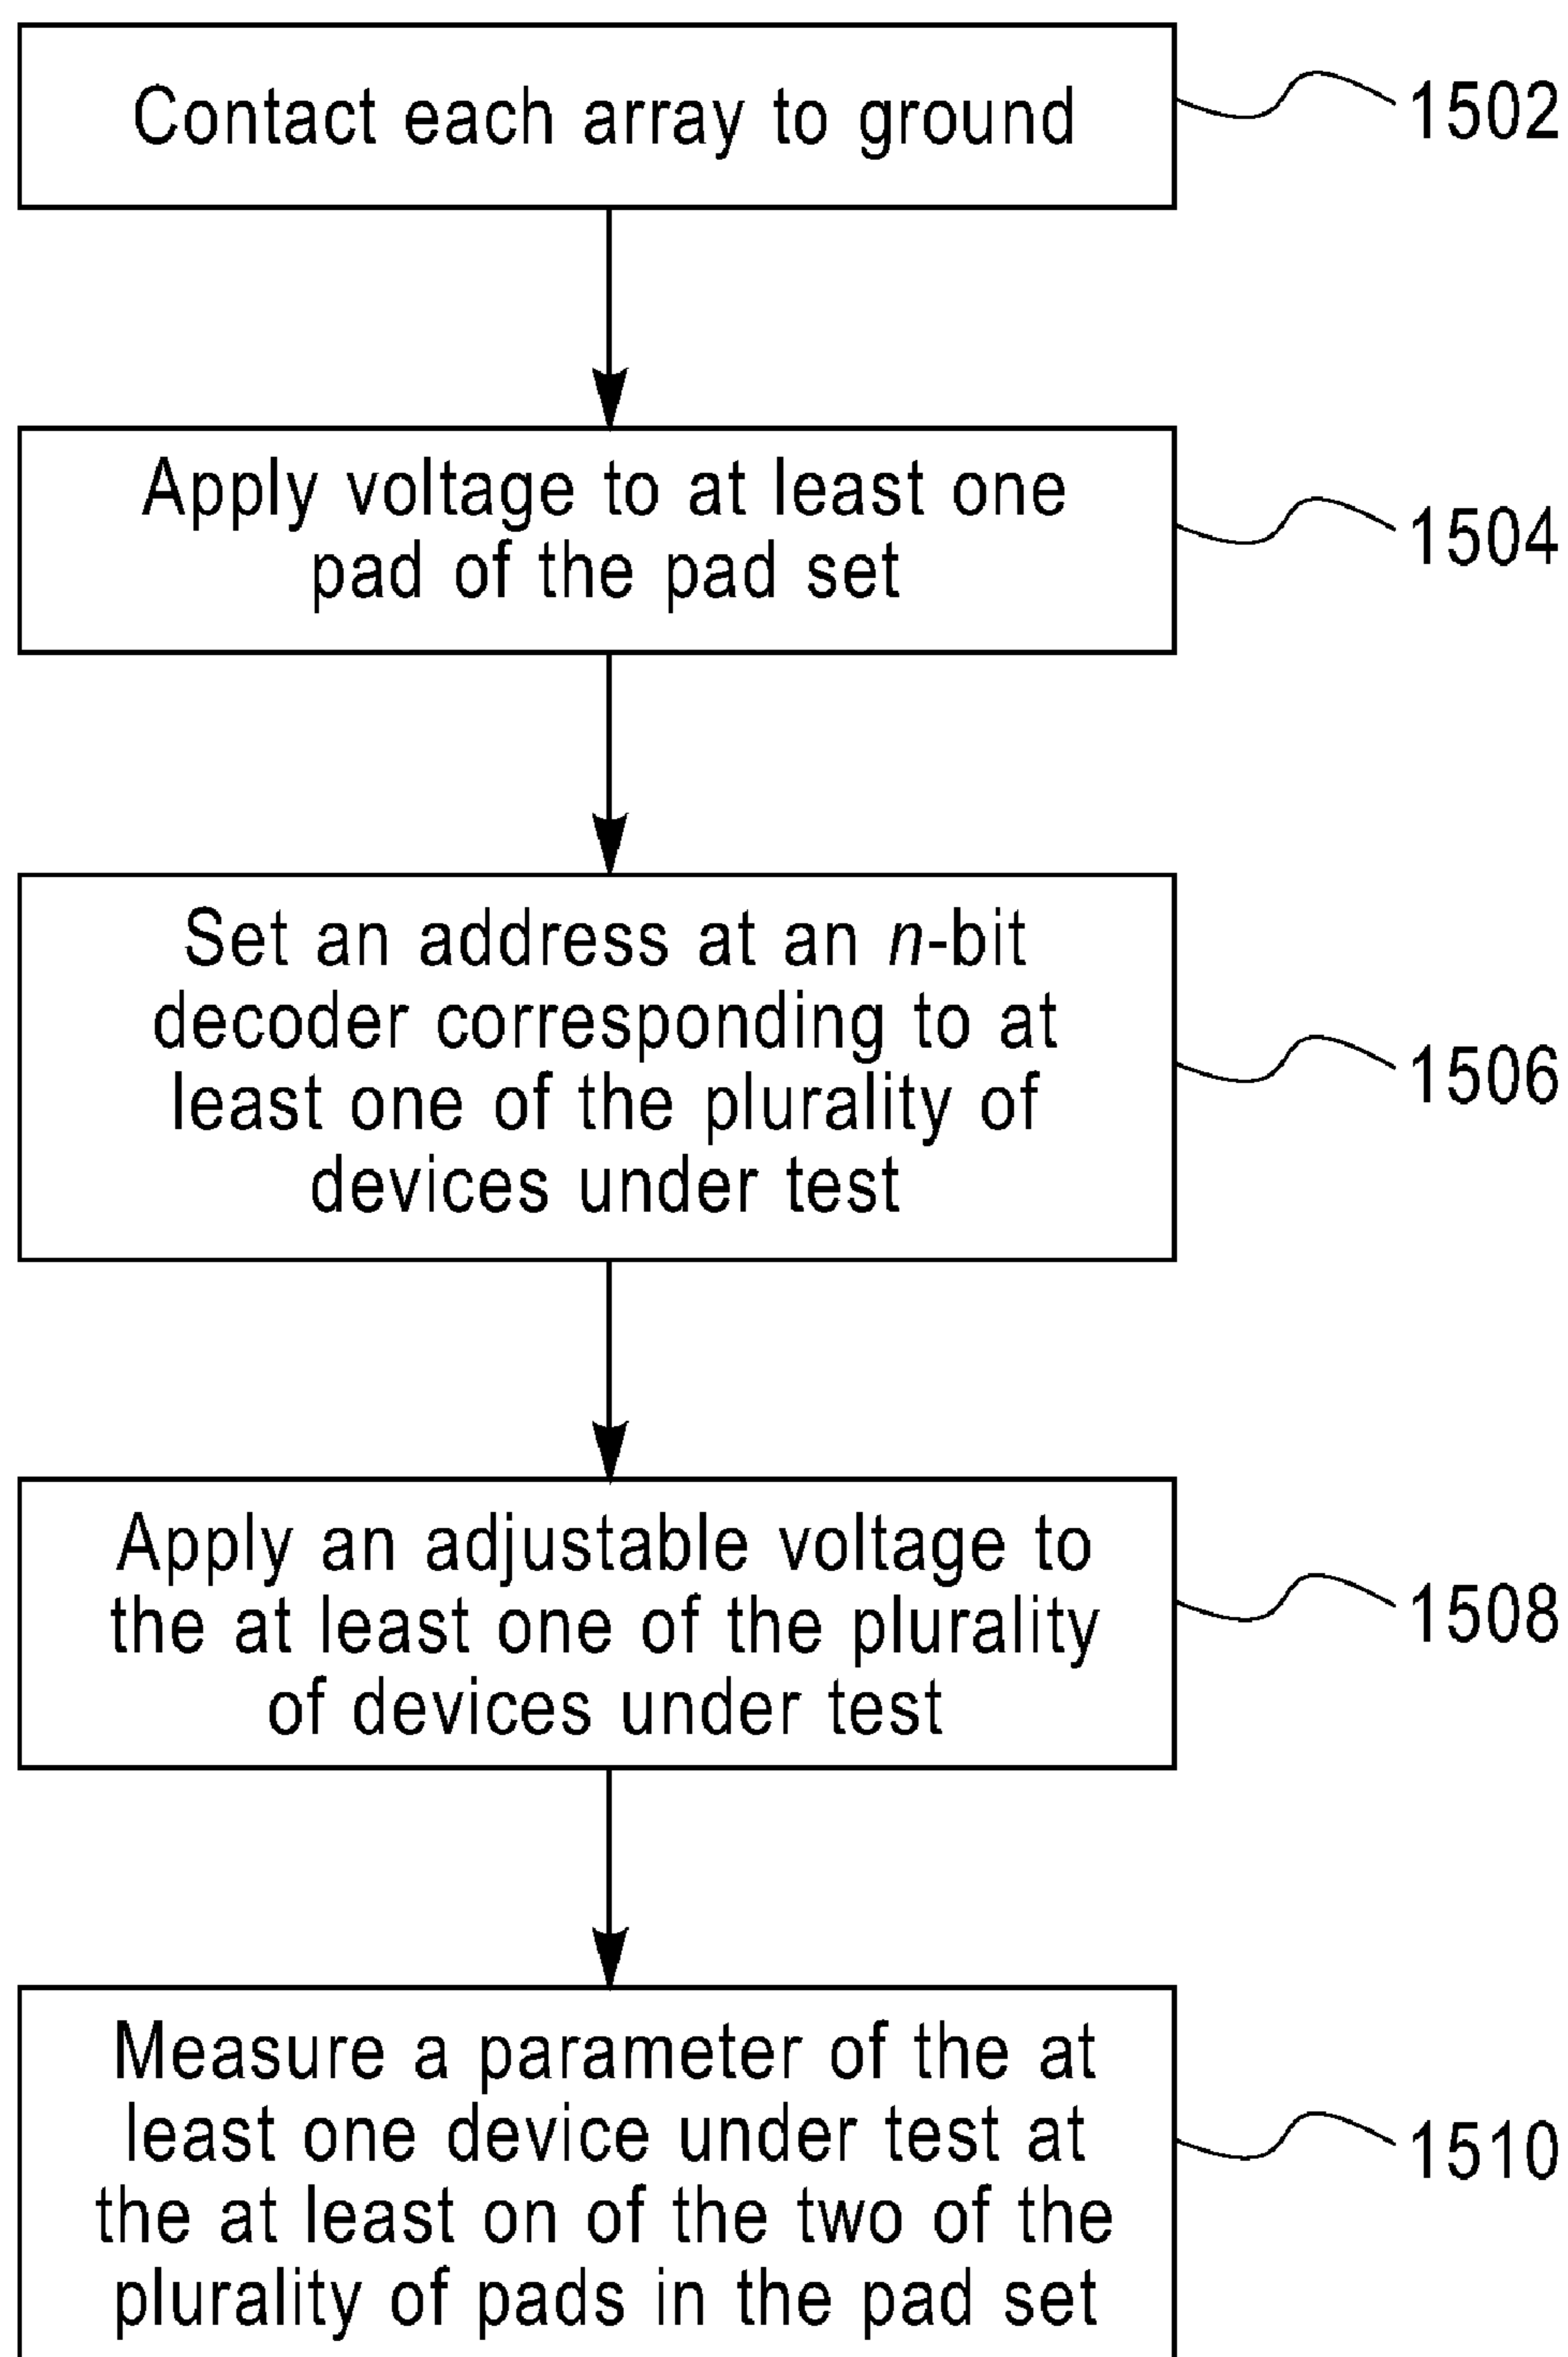 Contact each array to ground
1502
Apply voltage to at least one
pad of the pad set
1504
Set an address at an n-bit
decoder corresponding to at
least one of the plurality of
devices under test
1506
Apply an adjustable voltage to
the at least one of the plurality
of devices under test
1508
Measure a parameter of the at
least one device under test at
the at least on of the two of the
plurality of pads in the pad set
1510